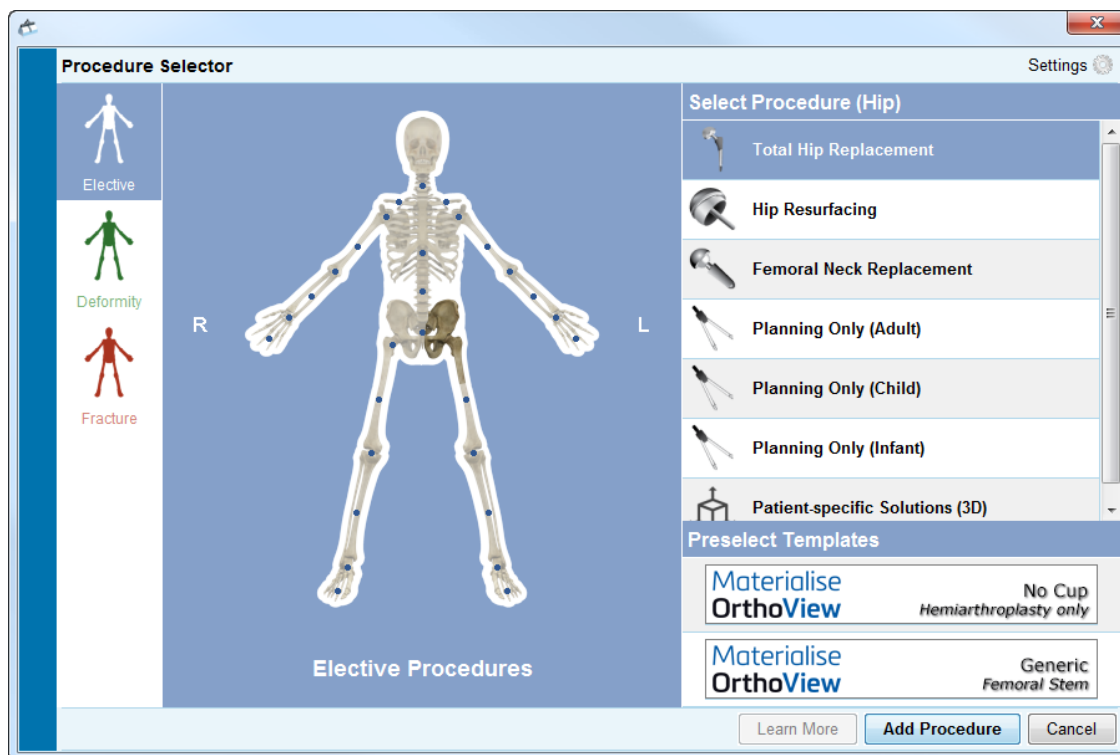 Procedure Selector
Settings
Elective
Deformity
Fracture
R
L
Elective Procedures
Select Procedure (Hip)
Total Hip Replacement
Hip Resurfacing
Femoral Neck Replacement
Planning Only (Adult)
Planning Only (Child)
Planning Only (Infant)
Patient-specific Solutions (3D)
Preselect Templates
Materialise
OrthoView
No Cup
Hemiarthroplasty only
Materialise
OrthoView
Generic
Femoral Stem
Learn More
Add Procedure
Cancel